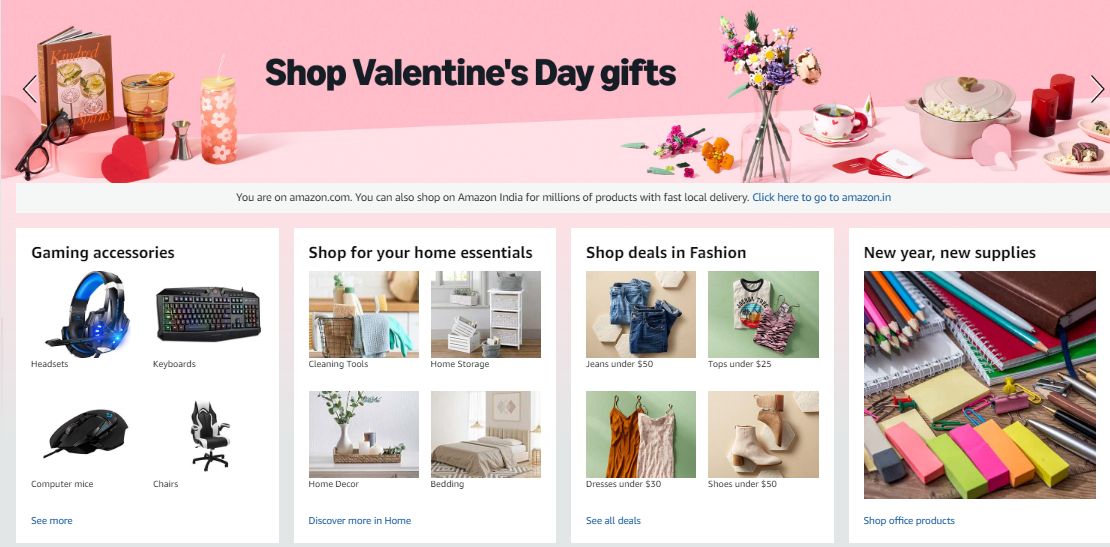 Kindred
Spirits
Shop Valentine's Day gifts
You are on amazon.com. You can also shop on Amazon India for millions of products with fast local delivery. Click here to go to amazon.in
Gaming accessories
Headsets
Keyboards
Computer mice
Chairs
See more
Shop for your home essentials
Cleaning Tools
Home Storage
Home Decor
Bedding
Discover more in Home
Shop deals in Fashion
Jeans under $50
Tops under $25
Dresses under $30
Shoes under $50
See all deals
New year, new supplies
Shop office products